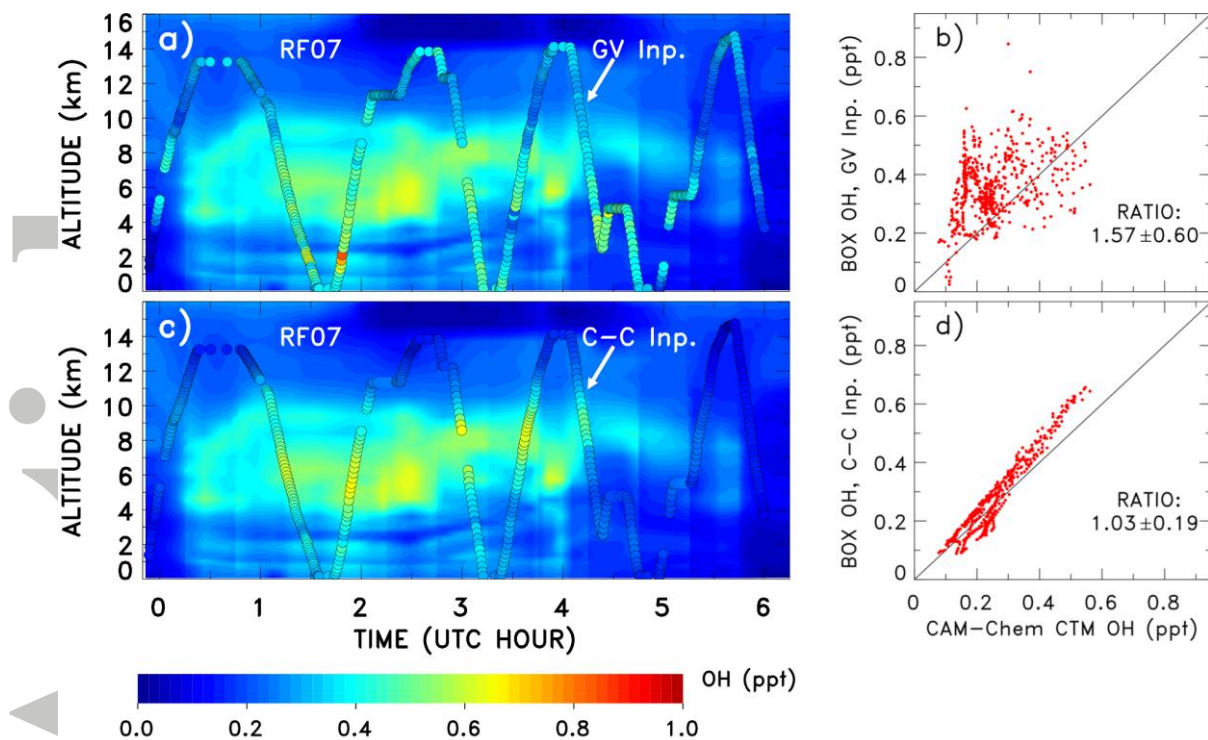 16
14
12
10
8
6
4
2
0
ALTITUDE (km)
a)
RF07
GV Inp.
b)
0.8
0.6
0.4
0.2
0
BOX OH, GV Inp. (ppt)
RATIO:
1.57±0.60
14
12
10
8
6
4
2
0
ALTITUDE (km)
c)
RF07
C-C Inp.
0 1 2 3 4 5 6
TIME (UTC HOUR)
d)
0.8
0.6
0.4
0.2
0
BOX OH, C-C Inp. (ppt)
RATIO:
1.03±0.19
0 0.2 0.4 0.6 0.8
CAM-Chem CTM OH (ppt)
OH (ppt)
0.0 0.2 0.4 0.6 0.8 1.0